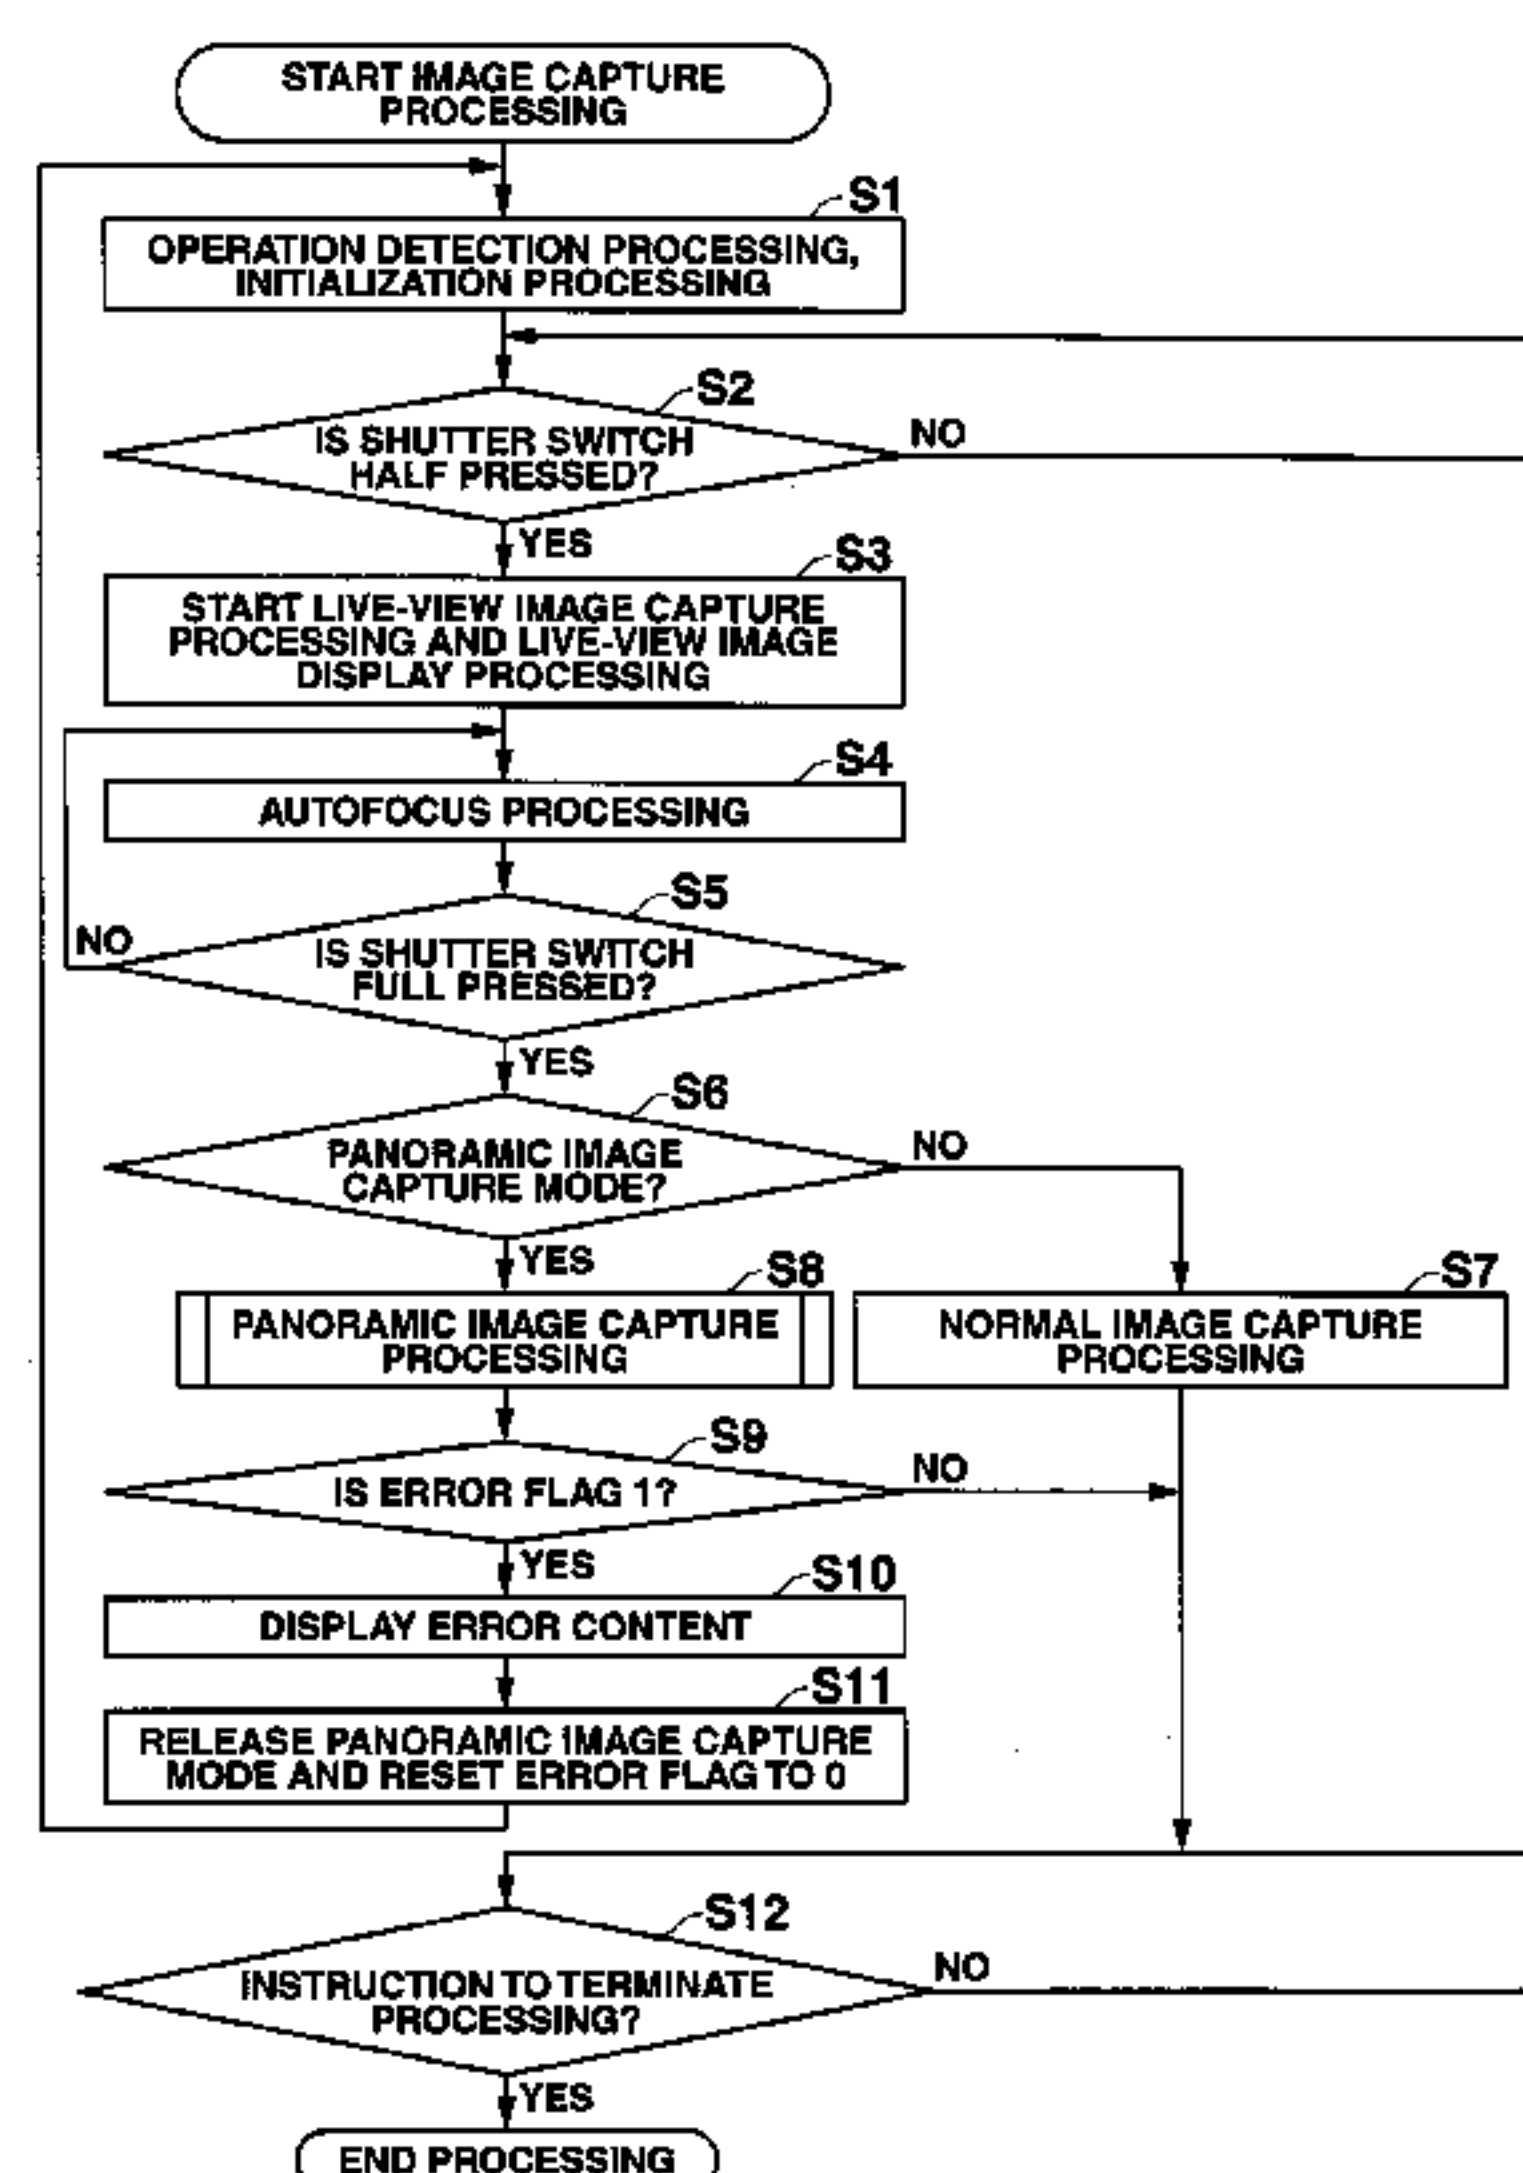 START IMAGE CAPTURE
PROCESSING
S1
OPERATION DETECTION PROCESSING,
INITIALIZATION PROCESSING
S2
IS SHUTTER SWITCH
HALF PRESSED?
NO
YES
S3
START LIVE-VIEW IMAGE CAPTURE
PROCESSING AND LIVE-VIEW IMAGE
DISPLAY PROCESSING
S4
AUTOFOCUS PROCESSING
S5
NO
IS SHUTTER SWITCH
FULL PRESSED?
YES
S6
PANORAMIC IMAGE
CAPTURE MODE?
NO
YES
S8
PANORAMIC IMAGE CAPTURE
PROCESSING
S7
NORMAL IMAGE CAPTURE
PROCESSING
S9
IS ERROR FLAG 1?
NO
YES
S10
DISPLAY ERROR CONTENT
S11
RELEASE PANORAMIC IMAGE CAPTURE
MODE AND RESET ERROR FLAG TO 0
S12
INSTRUCTION TO TERMINATE
PROCESSING?
NO
YES
END PROCESSING